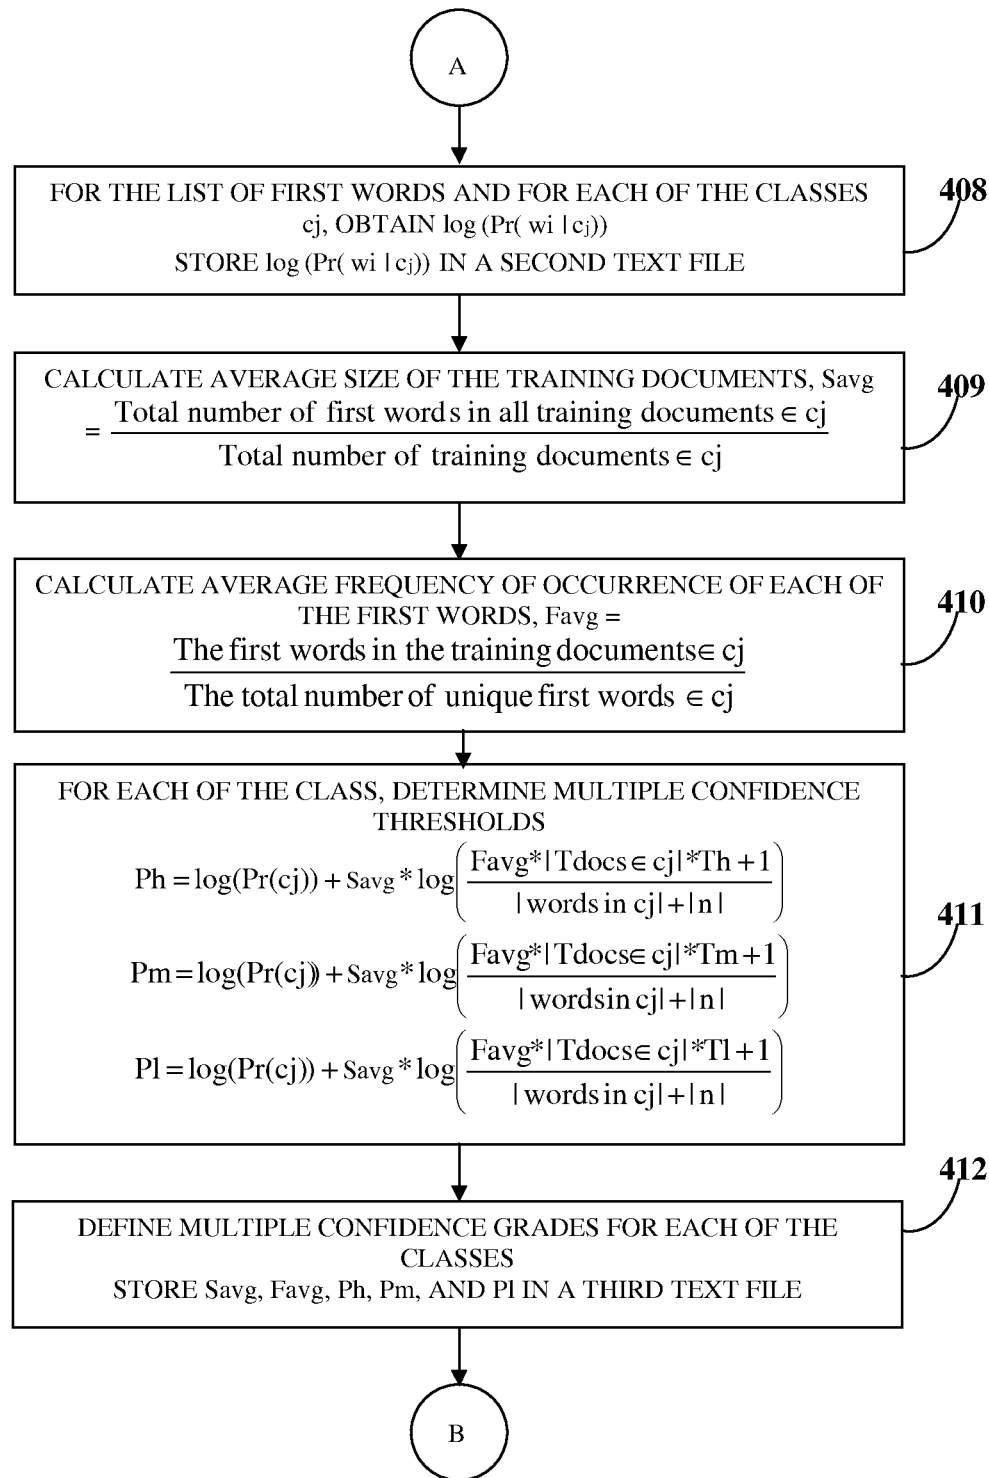 A
FOR THE LIST OF FIRST WORDS AND FOR EACH OF THE CLASSES
cj, OBTAIN log (Pr( wi | cj))
STORE log (Pr( wi | cj)) IN A SECOND TEXT FILE
408
CALCULATE AVERAGE SIZE OF THE TRAINING DOCUMENTS, Savg
= Total number of first words in all training documents ∈ cj
Total number of training documents ∈ cj
409
CALCULATE AVERAGE FREQUENCY OF OCCURRENCE OF EACH OF
THE FIRST WORDS, Favg =
The first words in the training documents ∈ cj
The total number of unique first words ∈ cj
410
FOR EACH OF THE CLASS, DETERMINE MULTIPLE CONFIDENCE
THRESHOLDS
Ph = log(Pr(cj)) + Savg * log(Favg*|Tdocs ∈ cj|*Th + 1
|words in cj| + |n|)
Pm = log(Pr(cj)) + Savg * log(Favg*|Tdocs ∈ cj|*Tm + 1
|words in cj| + |n|)
Pl = log(Pr(cj)) + Savg * log(Favg*|Tdocs ∈ cj|*Tl + 1
|words in cj| + |n|)
411
DEFINE MULTIPLE CONFIDENCE GRADES FOR EACH OF THE
CLASSES
STORE Savg, Favg, Ph, Pm, AND Pl IN A THIRD TEXT FILE
412
B